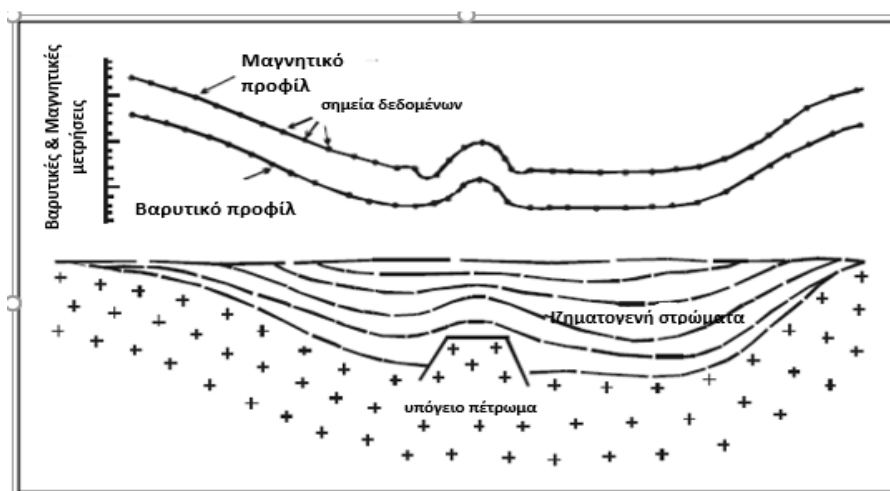 Βαρυτικές & Μαγνητικές
μετρήσεις
Μαγνητικό
προφίλ
σημεία δεδομένων
Βαρυτικό προφίλ
Ιζηματογενή στρώματα
υπόγειο πέτρωμα